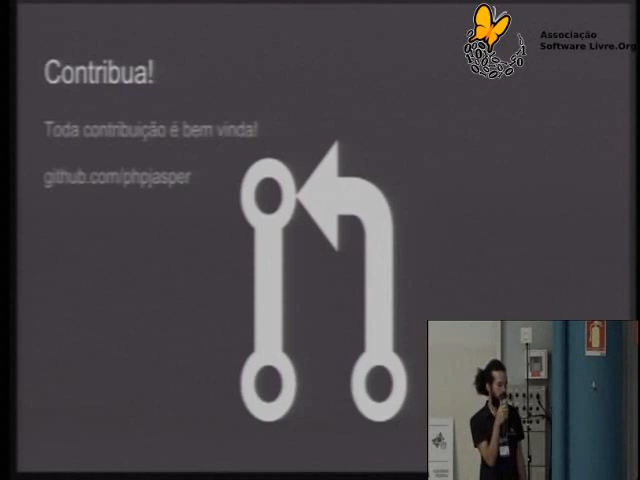 Contribua!
Toda contribuição é bem vinda!
github.com/phpjasper
Associação
Software Livre.Org